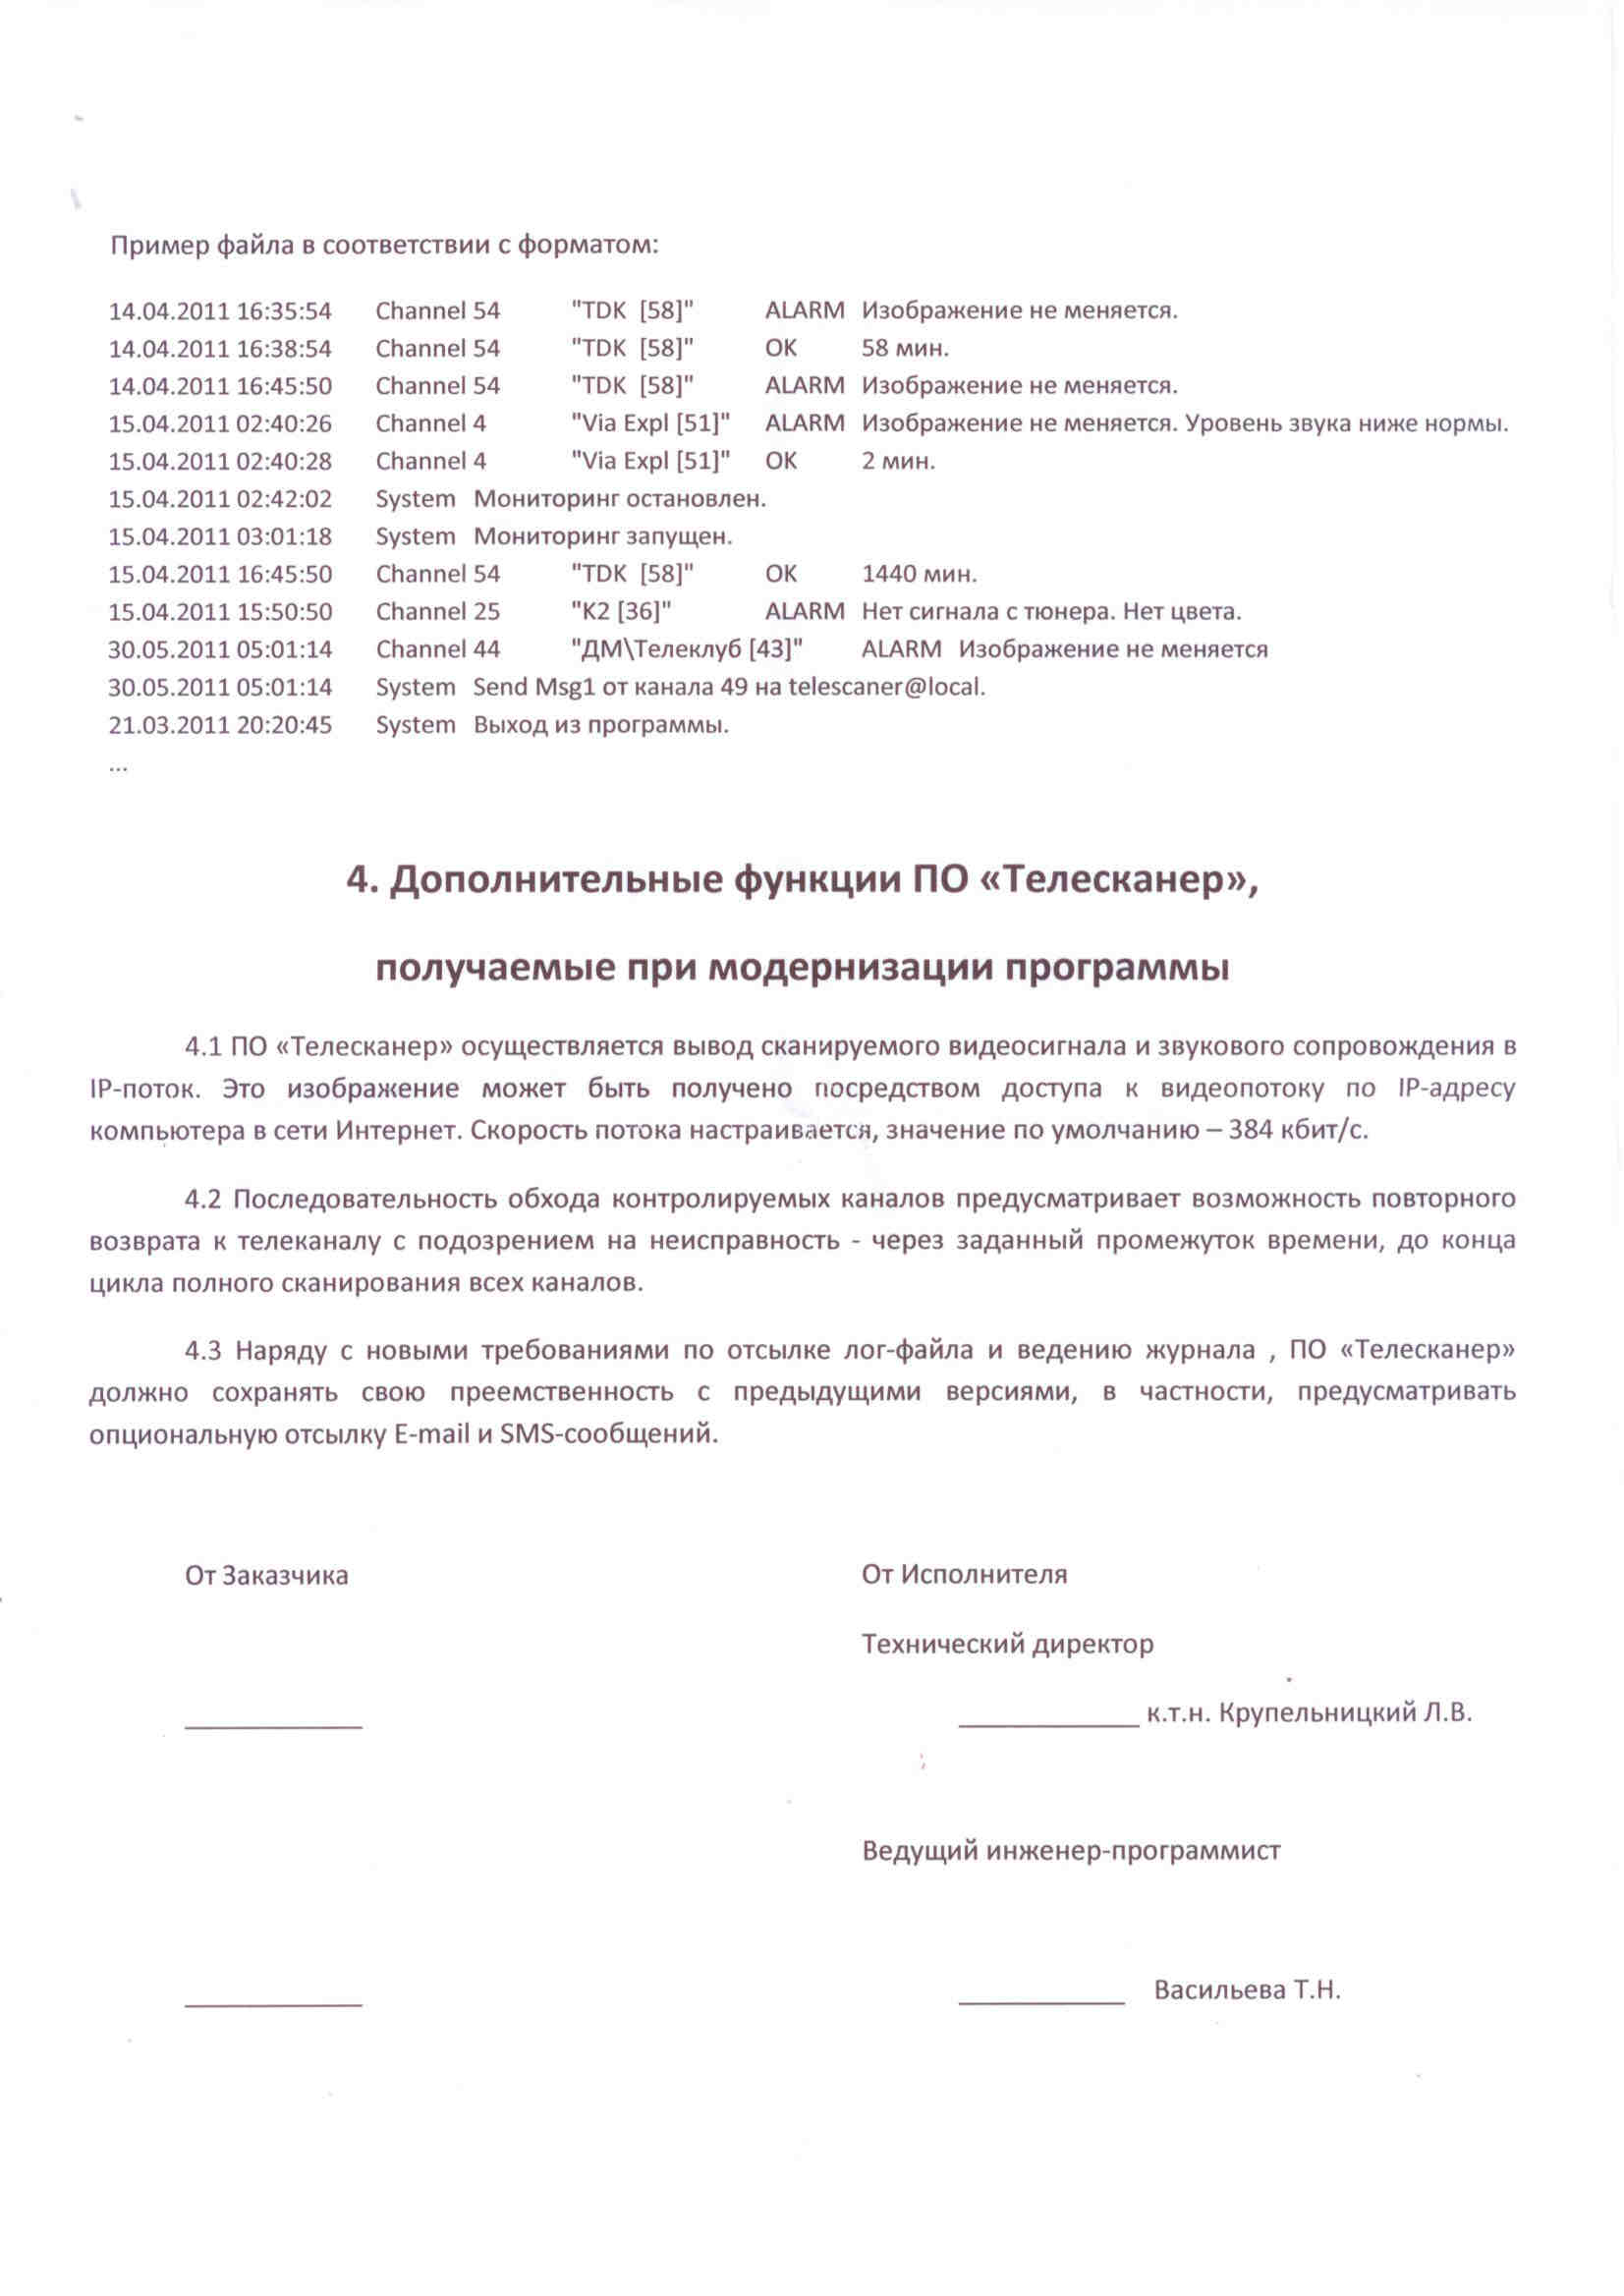 Пример файла в соответствии с форматом:
14.04.2011 16:35:54 Channel 54 "TDK [58]" ALARM Изображение не меняется.
14.04.2011 16:38:54 Channel 54 "TDK [58]" OK 58 мин.
14.04.2011 16:45:50 Channel 54 "TDK [58]" ALARM Изображение не меняется.
15.04.2011 02:40:26 Channel 4 "Via Expl [51]" ALARM Изображение не меняется. Уровень звука ниже нормы.
15.04.2011 02:40:28 Channel 4 "Via Expl [51]" OK 2 мин.
15.04.2011 02:42:02 System Мониторинг остановлен.
15.04.2011 03:01:18 System Мониторинг запущен.
15.04.2011 16:45:50 Channel 54 "TDK [58]" OK 1440 мин.
15.04.2011 15:50:50 Channel 25 "K2 [36]" ALARM Нет сигнала с тюнера. Нет цвета.
30.05.2011 05:01:14 Channel 44 "ДМ\Телеклуб [43]" ALARM Изображение не меняется
30.05.2011 05:01:14 System Send Msg1 от канала 49 на telescaner@local.
21.03.2011 20:20:45 System Выход из программы.
...
4. Дополнительные функции ПО «Телесканер»,
получаемые при модернизации программы
4.1 ПО «Телесканер» осуществляется вывод сканируемого видеосигнала и звукового сопровождения в
IP-поток. Это изображение может быть получено посредством доступа к видеопотоку по IP-адресу
компьютера в сети Интернет. Скорость потока настраивается, значение по умолчанию – 384 кбит/с.
4.2 Последовательность обхода контролируемых каналов предусматривает возможность повторного
возврата к телеканалу с подозрением на неисправность - через заданный промежуток времени, до конца
цикла полного сканирования всех каналов.
4.3 Наряду с новыми требованиями по отсылке лог-файла и ведению журнала , ПО «Телесканер»
должно сохранять свою преемственность с предыдущими версиями, в частности, предусматривать
опциональную отсылку E-mail и SMS-сообщений.
От Заказчика От Исполнителя
Технический директор
к.т.н. Крупельницкий Л.В.
Ведущий инженер-программист
Васильева Т.Н.